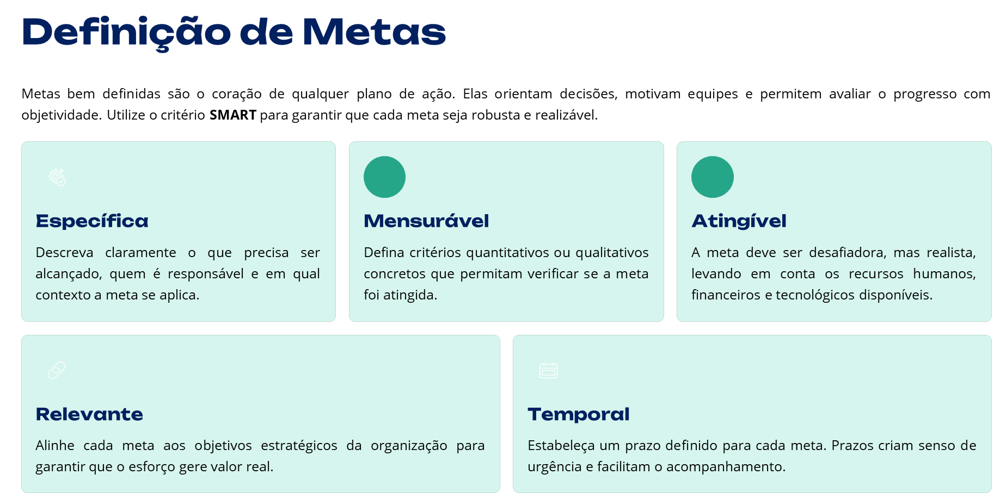 Definição de Metas
Metas bem definidas são o coração de qualquer plano de ação. Elas orientam decisões, motivam equipes e permitem avaliar o progresso com
objetividade. Utilize o critério SMART para garantir que cada meta seja robusta e realizável.
Específica
Descreva claramente o que precisa ser
alcançado, quem é responsável e em qual
contexto a meta se aplica.
Mensurável
Defina critérios quantitativos ou qualitativos
concretos que permitam verificar se a meta
foi atingida.
Atingível
A meta deve ser desafiadora, mas realista,
levando em conta os recursos humanos,
financeiros e tecnológicos disponíveis.
Relevante
Alinhe cada meta aos objetivos estratégicos da organização para
garantir que o esforço gere valor real.
Temporal
Estabeleça um prazo definido para cada meta. Prazos criam senso de
urgência e facilitam o acompanhamento.